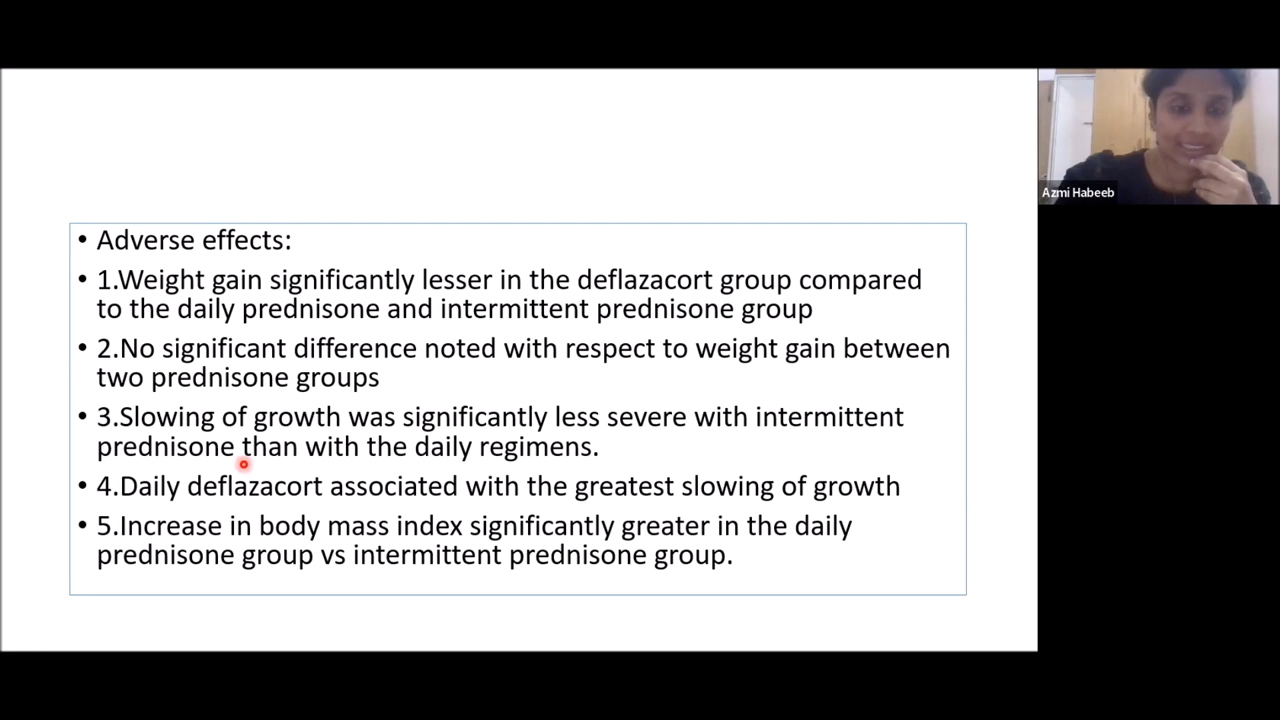 • Adverse effects:
• 1.Weight gain significantly lesser in the deflazacort group compared
to the daily prednisone and intermittent prednisone group
• 2.No significant difference noted with respect to weight gain between
two prednisone groups
• 3.Slowing of growth was significantly less severe with intermittent
prednisone than with the daily regimens.
• 4.Daily deflazacort associated with the greatest slowing of growth
• 5.Increase in body mass index significantly greater in the daily
prednisone group vs intermittent prednisone group.
Azmi Habeeb